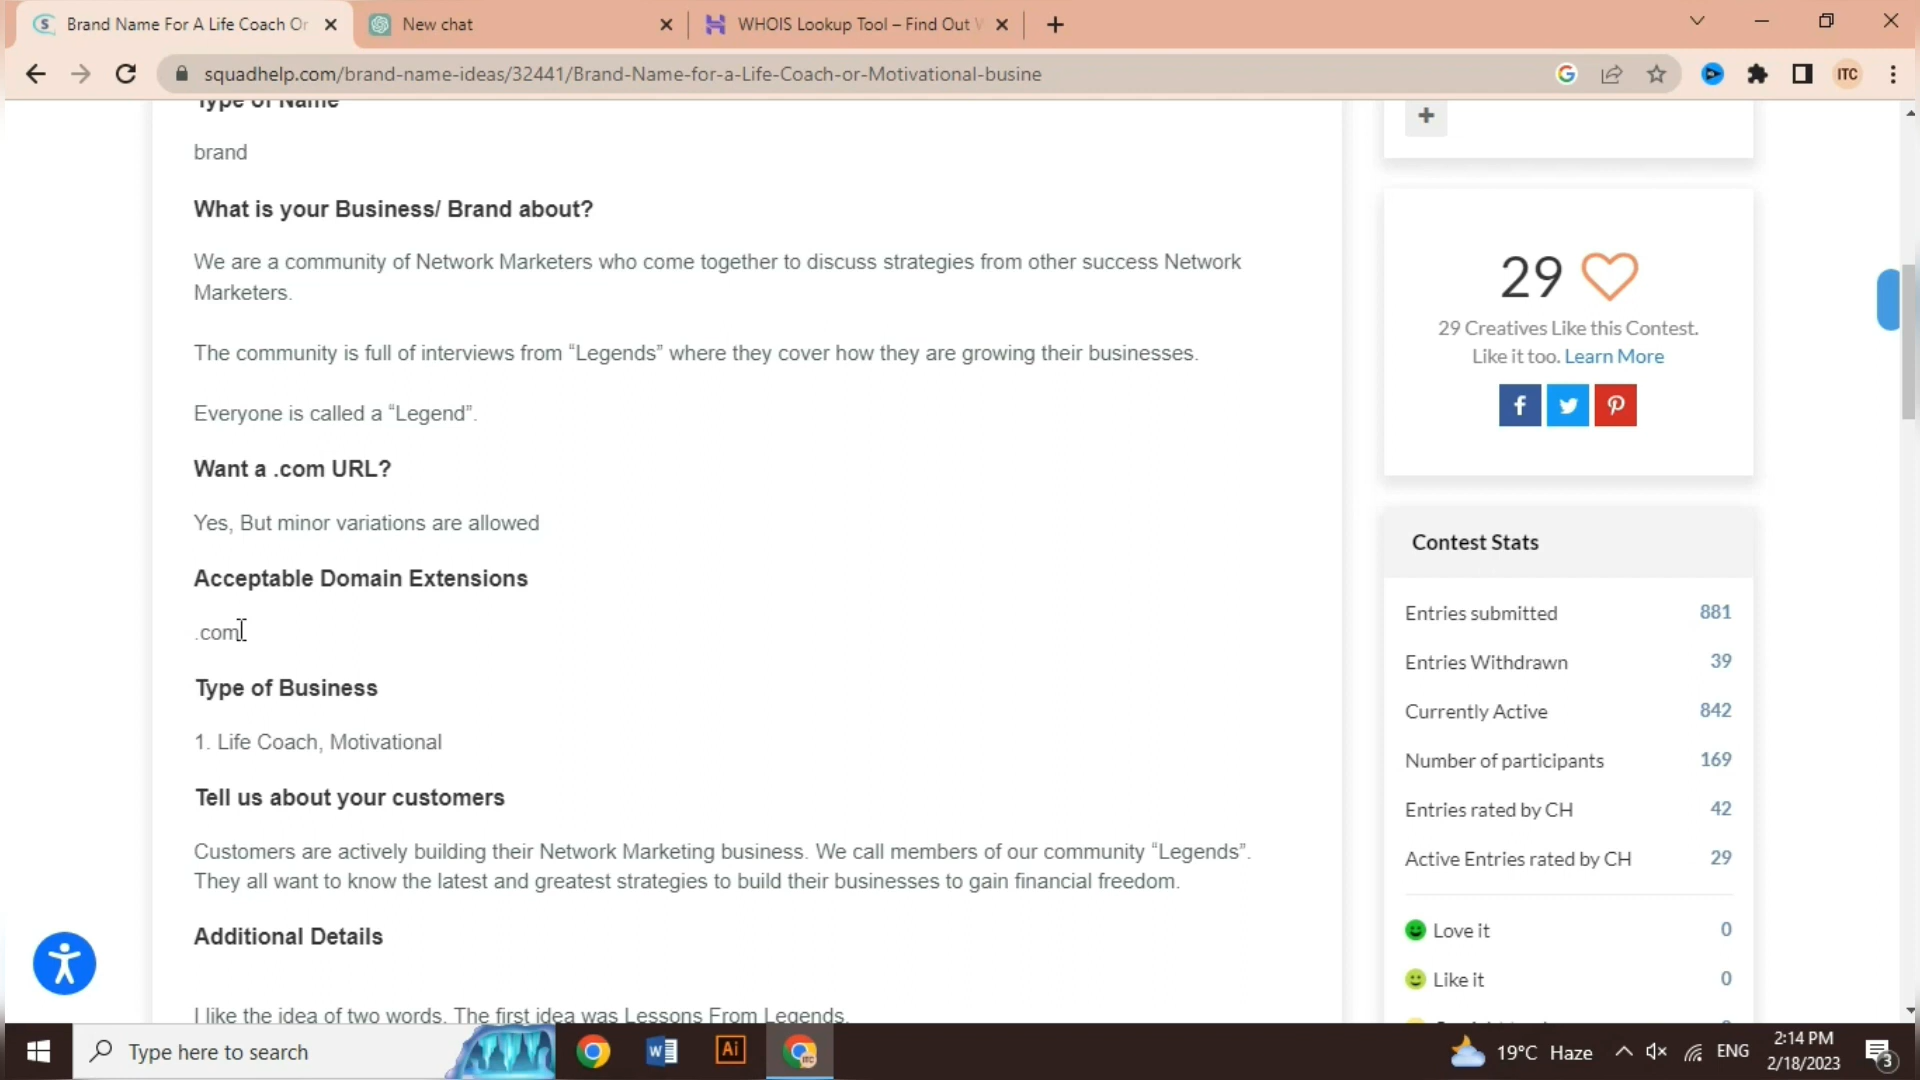 Brand Name For A Life Coach Or
New chat
WHOIS Lookup Tool – Find Out
squadhelp.com/brand-name-ideas/32441/Brand-Name-for-a-Life-Coach-or-Motivational-busine
ITC
Type of Name
brand
What is your Business/ Brand about?
We are a community of Network Marketers who come together to discuss strategies from other success Network
Marketers.
The community is full of interviews from “Legends” where they cover how they are growing their businesses.
Everyone is called a “Legend”.
Want a .com URL?
Yes, But minor variations are allowed
Acceptable Domain Extensions
.com
Type of Business
1. Life Coach, Motivational
Tell us about your customers
Customers are actively building their Network Marketing business. We call members of our community “Legends”.
They all want to know the latest and greatest strategies to build their businesses to gain financial freedom.
Additional Details
I like the idea of two words. The first idea was Lessons From Legends.
+
29
29 Creatives Like this Contest.
Like it too. Learn More
Contest Stats
Entries submitted 881
Entries Withdrawn 39
Currently Active 842
Number of participants 169
Entries rated by CH 42
Active Entries rated by CH 29
Love it 0
Like it 0
Type here to search
Ai
19°C Haze
ENG
2:14 PM
2/18/2023
3